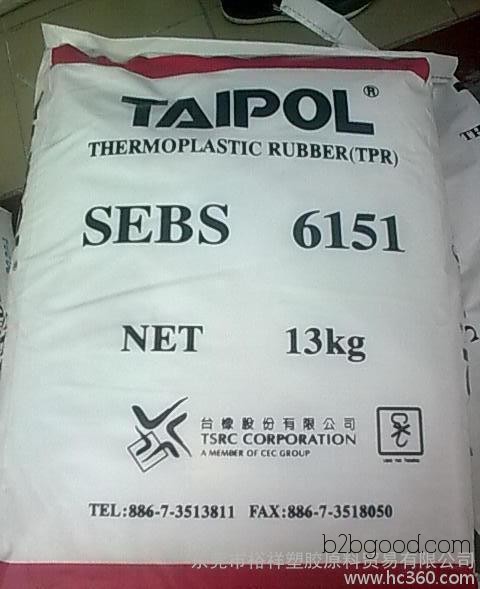 TAIPOL®
THERMOPLASTIC RUBBER(TPR)
SEBS 6151
NET 13kg
台橡股份有限公司
TSRC CORPORATION
A MEMBER OF CEC GROUP
TEL:886-7-3513811 FAX:886-7-3518050
b2bgood.com
东莞市裕祥塑胶原料贸易有限公司
www.hc360.com